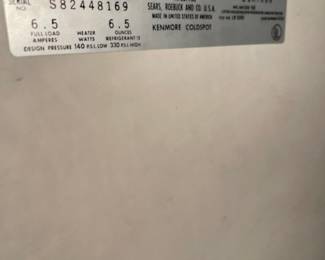 SERIAL S82448169
6.5 6.5
FULL LOAD HEATER OUNCES
AMPERES WATTS REFRIGERANT 12
DESIGN PRESSURE 140 P.S.I. LOW 330 P.S.I. HIGH
SEARS, ROEBUCK AND CO. U.S.A.
MADE IN UNITED STATES OF AMERICA
KENMORE COLDSPOT